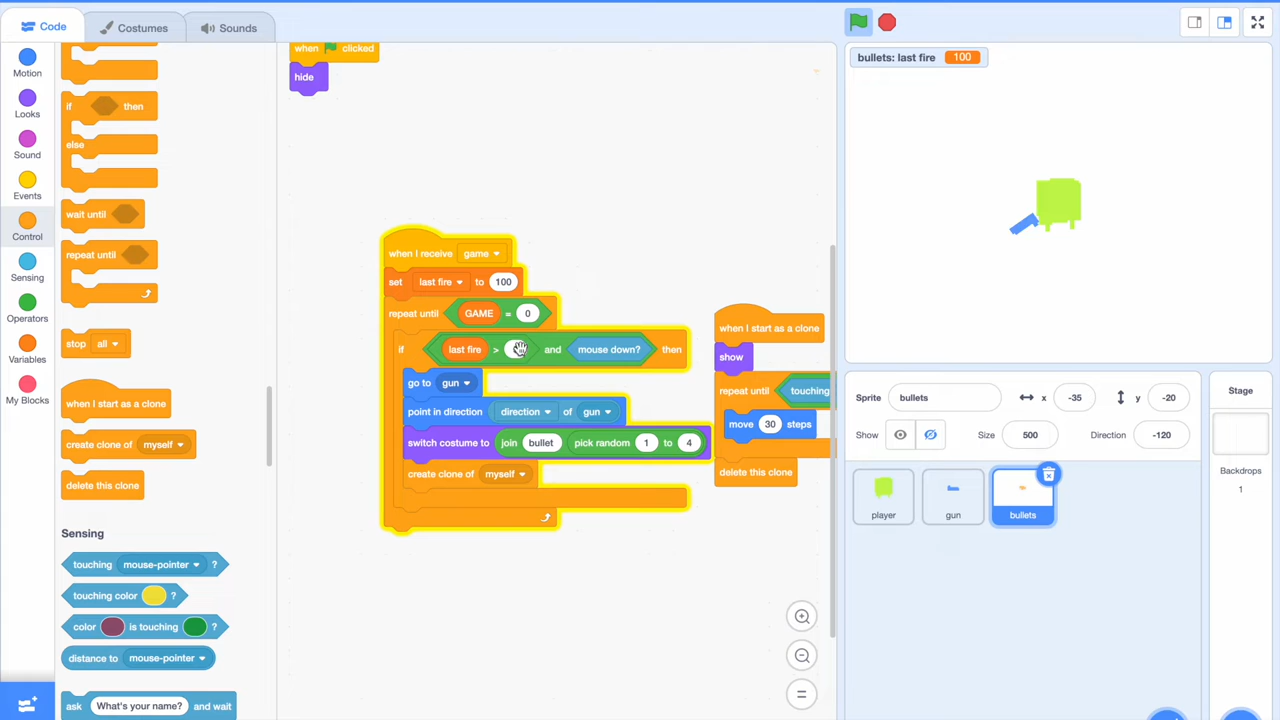 Code
Costumes
Sounds
Motion
Looks
Sound
Events
Control
Sensing
Operators
Variables
My Blocks
if then
else
wait until
repeat until
stop all
when I start as a clone
create clone of myself
delete this clone
Sensing
touching mouse-pointer ?
touching color ?
color is touching ?
distance to mouse-pointer
ask What's your name? and wait
when clicked
hide
when I receive game
set last fire to 100
repeat until GAME = 0
if last fire > and mouse down? then
go to gun
point in direction direction of gun
switch costume to join bullet pick random 1 to 4
create clone of myself
when I start as a clone
show
repeat until touching
move 30 steps
delete this clone
bullets: last fire 100
Sprite bullets x -35 y -20
Show Size 500 Direction -120
player
gun
bullets
Stage
Backdrops
1